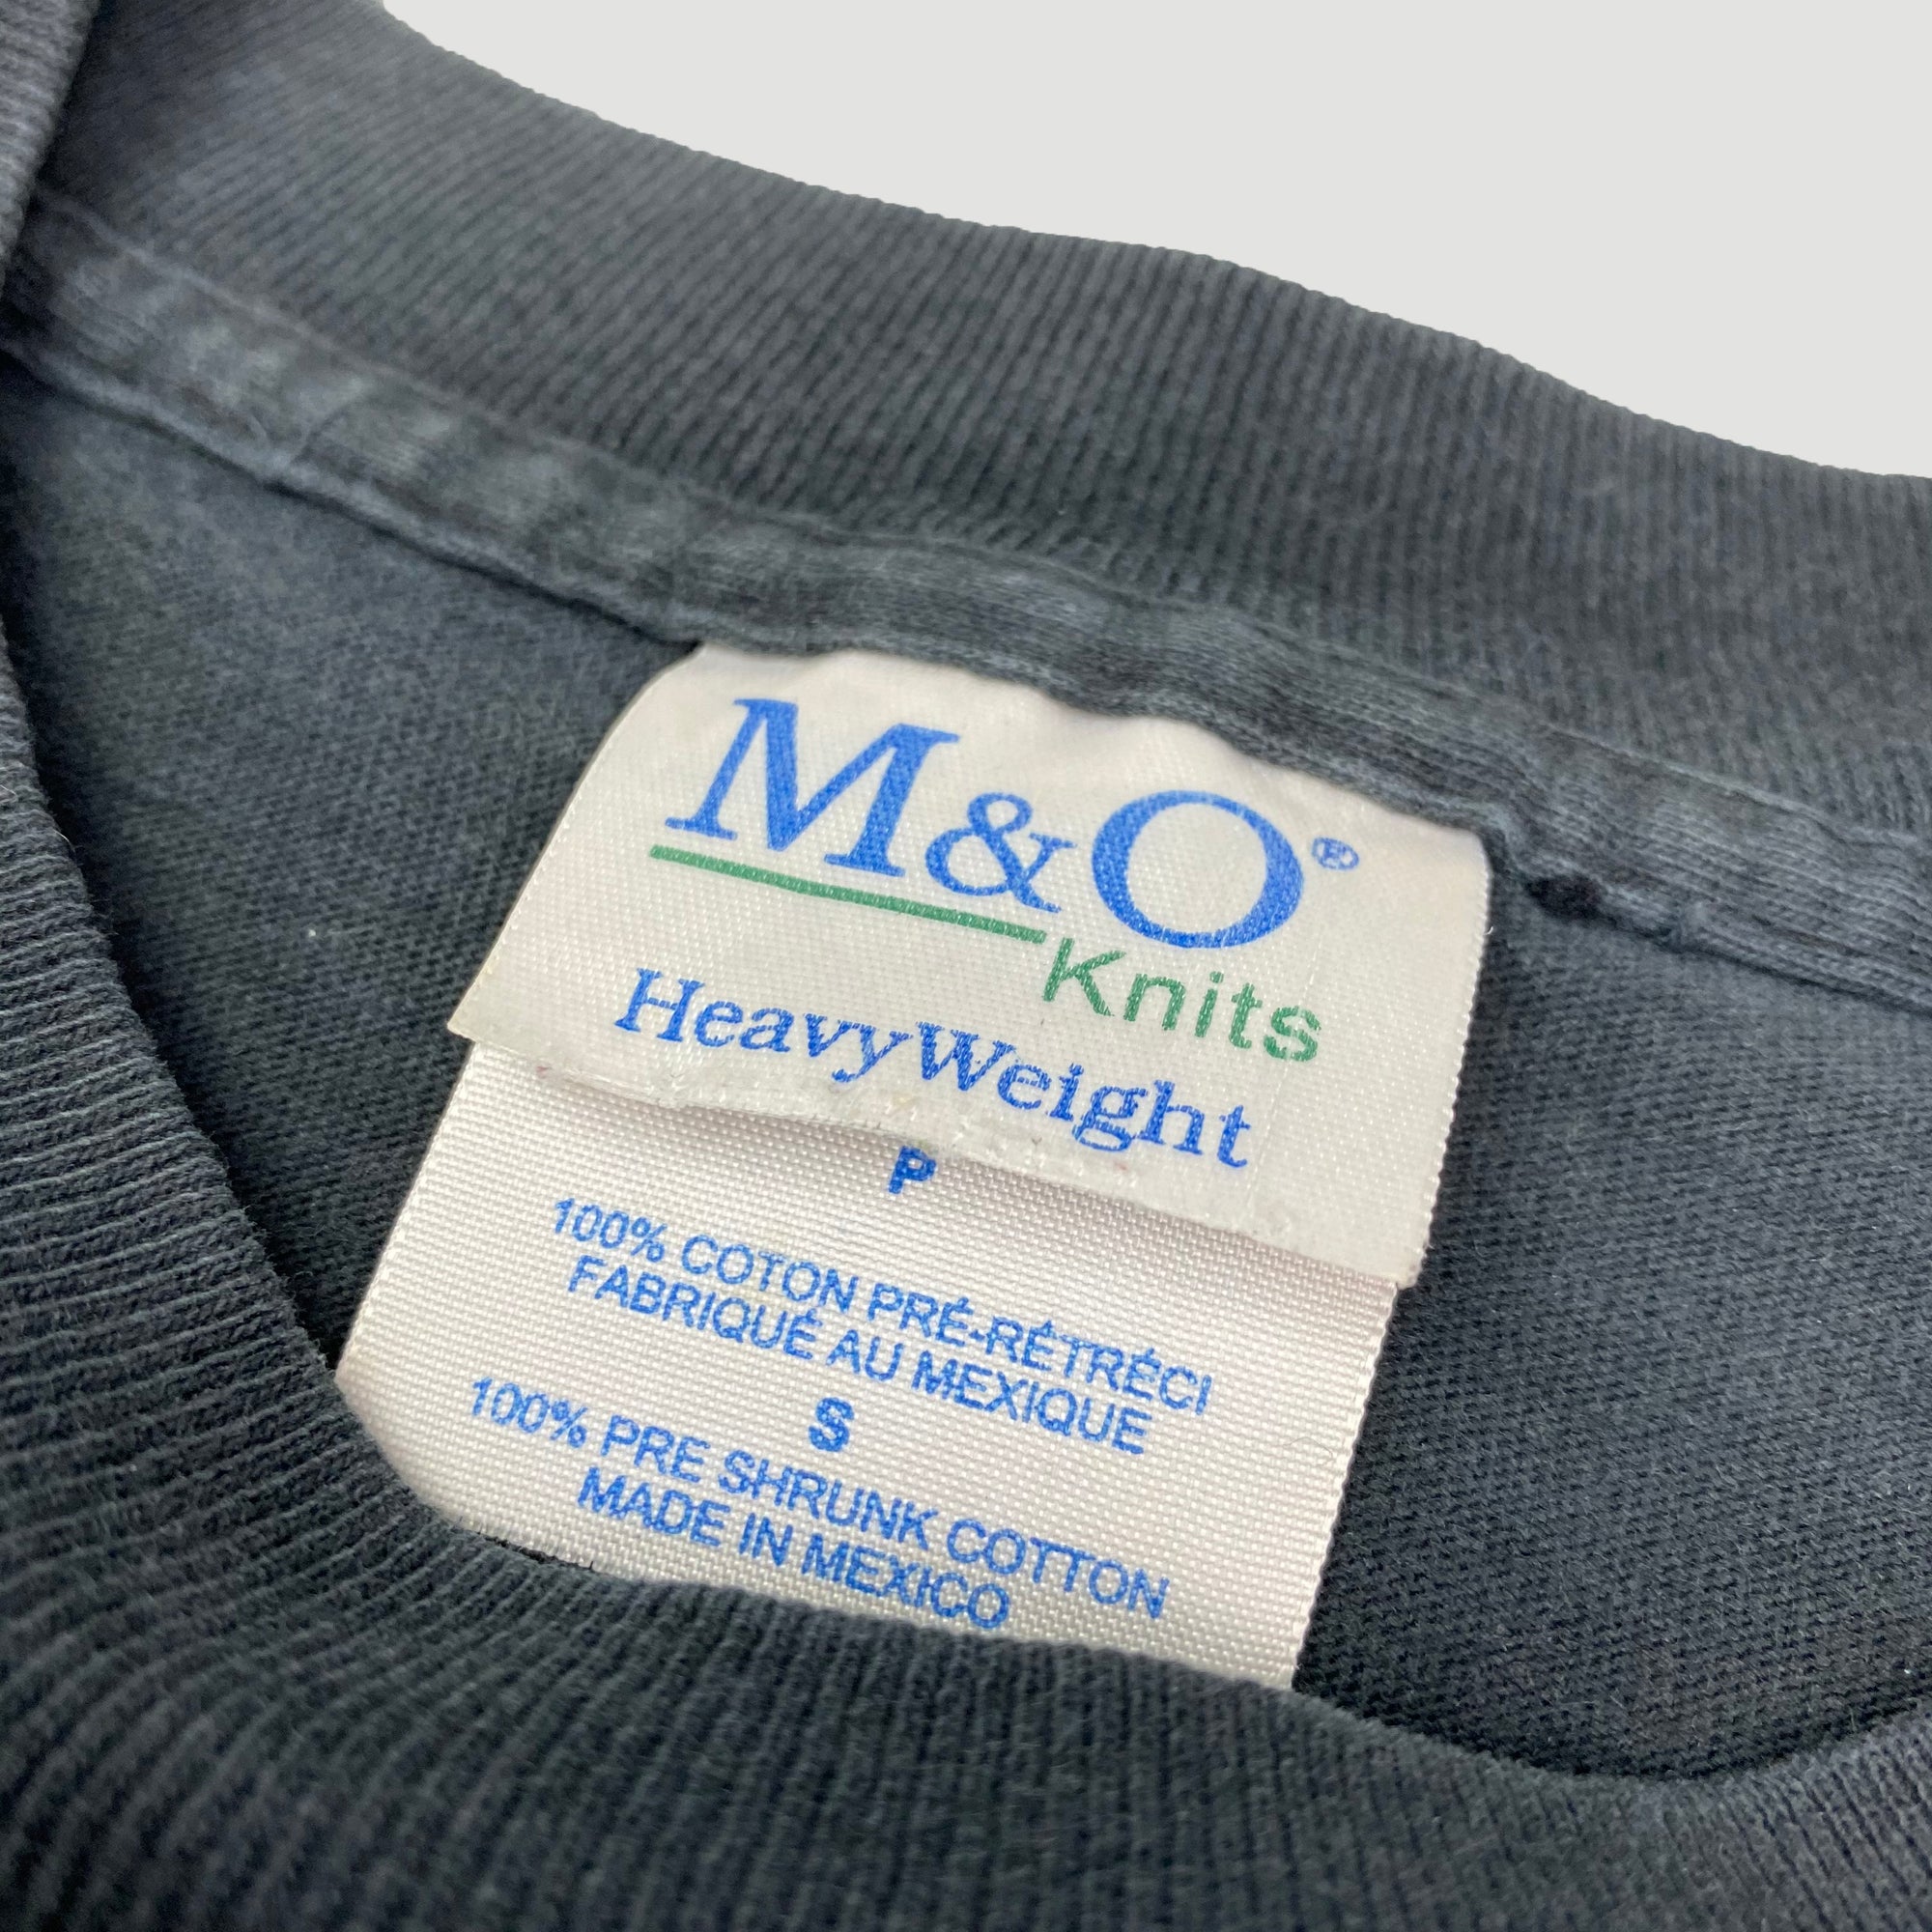 M&O®
Knits
HeavyWeight
P
100% COTON PRÉ-RÉTRÉCI
FABRIQUÉ AU MEXIQUE
S
100% PRE SHRUNK COTTON
MADE IN MEXICO